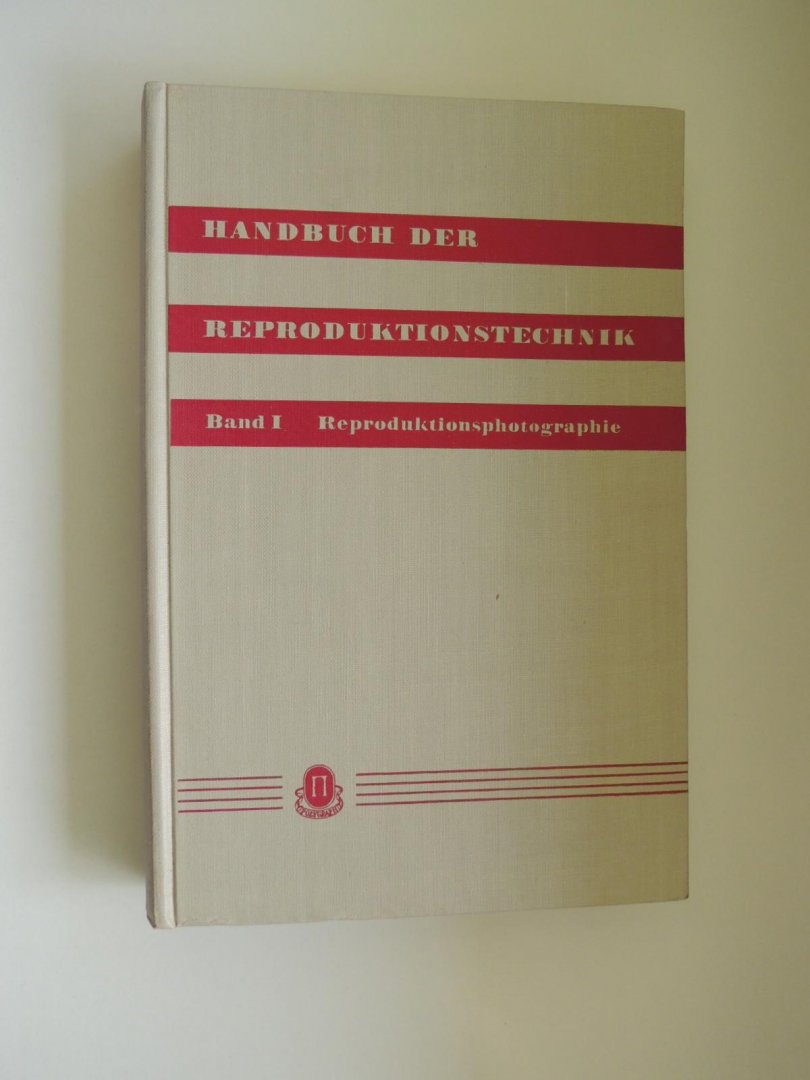 HANDBUCH DER
REPRODUKTIONSTECHNIK
Band I Reproduktionsphotographie
П